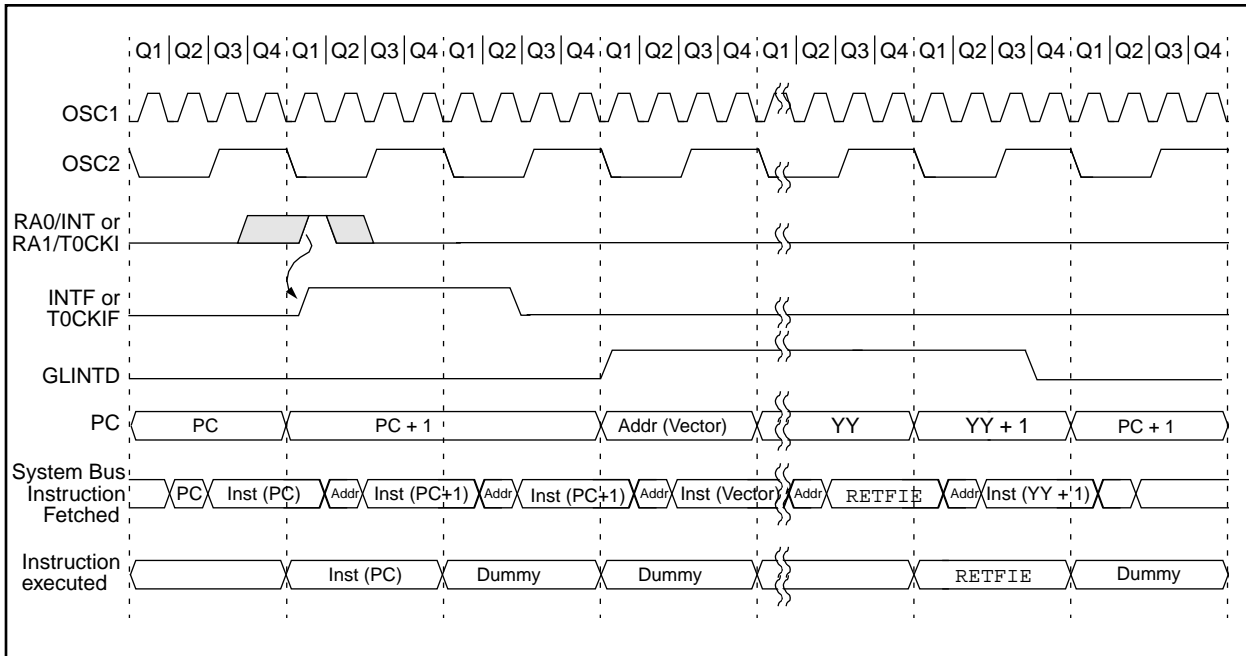 Q1 Q2 Q3 Q4 Q1 Q2 Q3 Q4 Q1 Q2 Q3 Q4 Q1 Q2 Q3 Q4 Q1 Q2 Q3 Q4 Q1 Q2 Q3 Q4 Q1 Q2 Q3 Q4
OSC1
OSC2
RA0/INT or
RA1/T0CKI
INTF or
T0CKIF
GLINTD
PC PC PC + 1 Addr (Vector) YY YY + 1 PC + 1
System Bus
Instruction
Fetched
PC Inst (PC) Addr Inst (PC+1) Addr Inst (PC+1) Addr Inst (Vector) Addr RETFIE Addr Inst (YY + 1)
Instruction
executed
Inst (PC) Dummy Dummy RETFIE Dummy